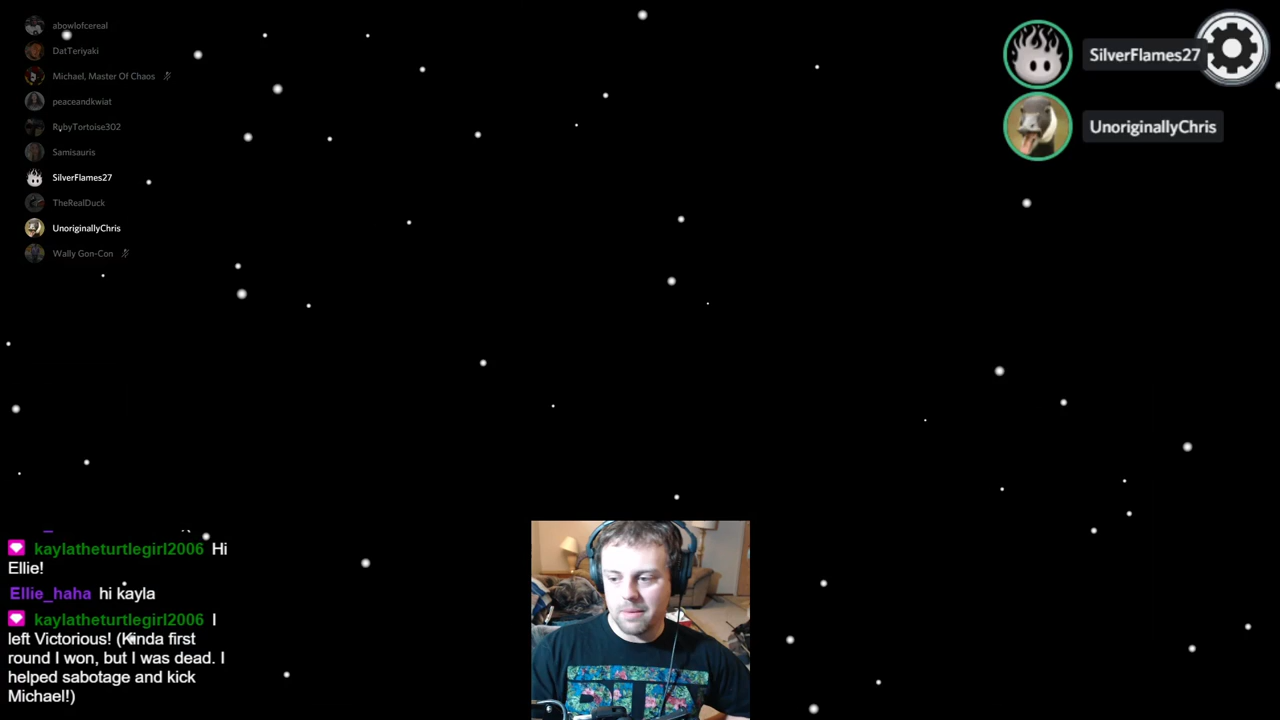 abowlofcereal
DatTeriyaki
Michael, Master Of Chaos
peaceandkwiat
RubyTortoise302
Samisauris
SilverFlames27
TheRealDuck
UnoriginallyChris
Wally Gon-Con
SilverFlames27
UnoriginallyChris
kaylatheturtlegirl2006 Hi
Ellie!
Ellie_haha hi kayla
kaylatheturtlegirl2006 I
left Victorious! (Kinda first
round I won, but I was dead. I
helped sabotage and kick
Michael!)